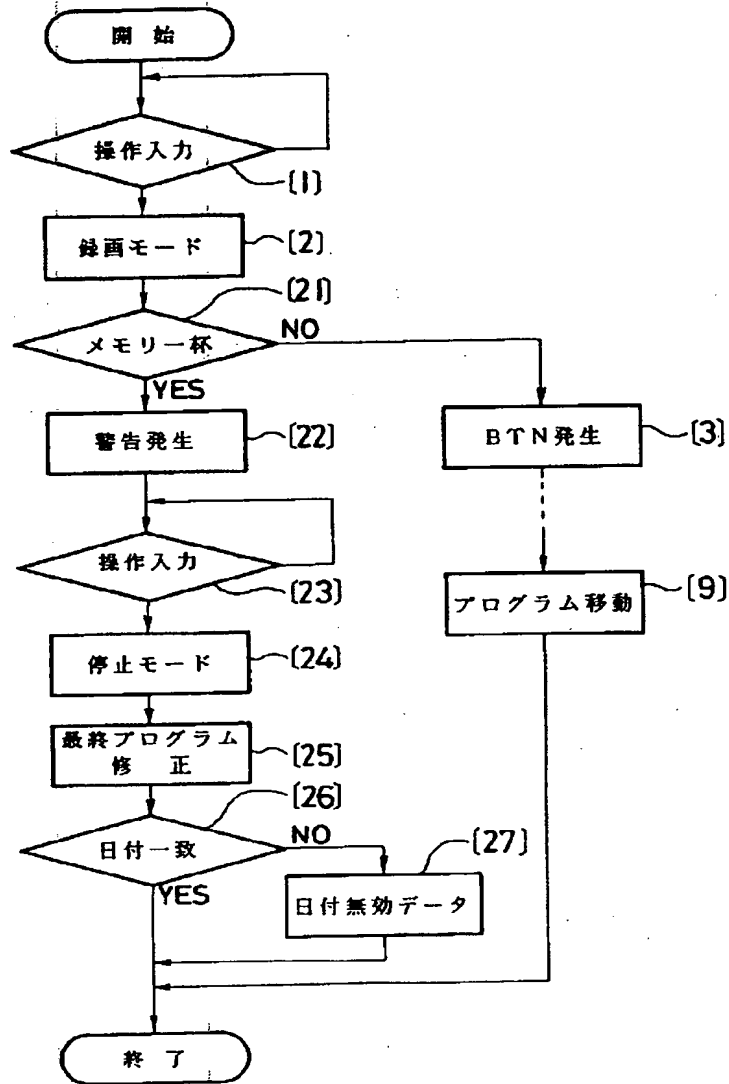 開始
操作入力
[1]
録画モード
[2]
[21]
メモリー杯
NO
YES
警告発生
[22]
BTN発生
[3]
操作入力
[23]
プログラム移動
[9]
停止モード
[24]
最終プログラム
修正
[25]
[26]
日付一致
NO
YES
[27]
日付無効データ
終了